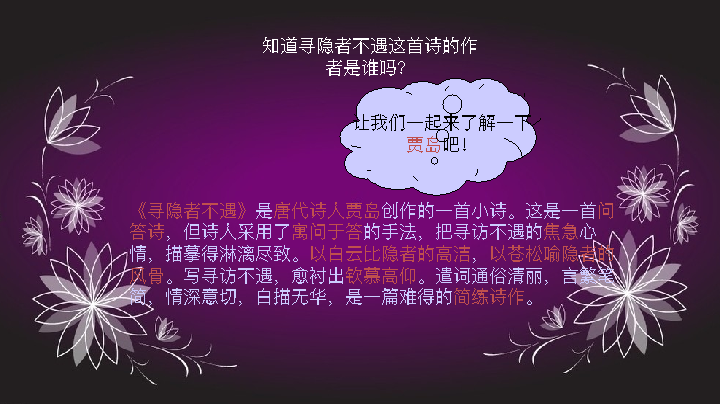 知道寻隐者不遇这首诗的作
者是谁吗？
让我们一起来了解一下
贾岛吧！
《寻隐者不遇》是唐代诗人贾岛创作的一首小诗。这是一首问
答诗，但诗人采用了寓问于答的手法，把寻访不遇的焦急心
情，描摹得淋漓尽致。以白云比隐者的高洁，以苍松喻隐者的
风骨。写寻访不遇，愈衬出钦慕高仰。遣词通俗清丽，言繁笔
简，情深意切，白描无华，是一篇难得的简练诗作。